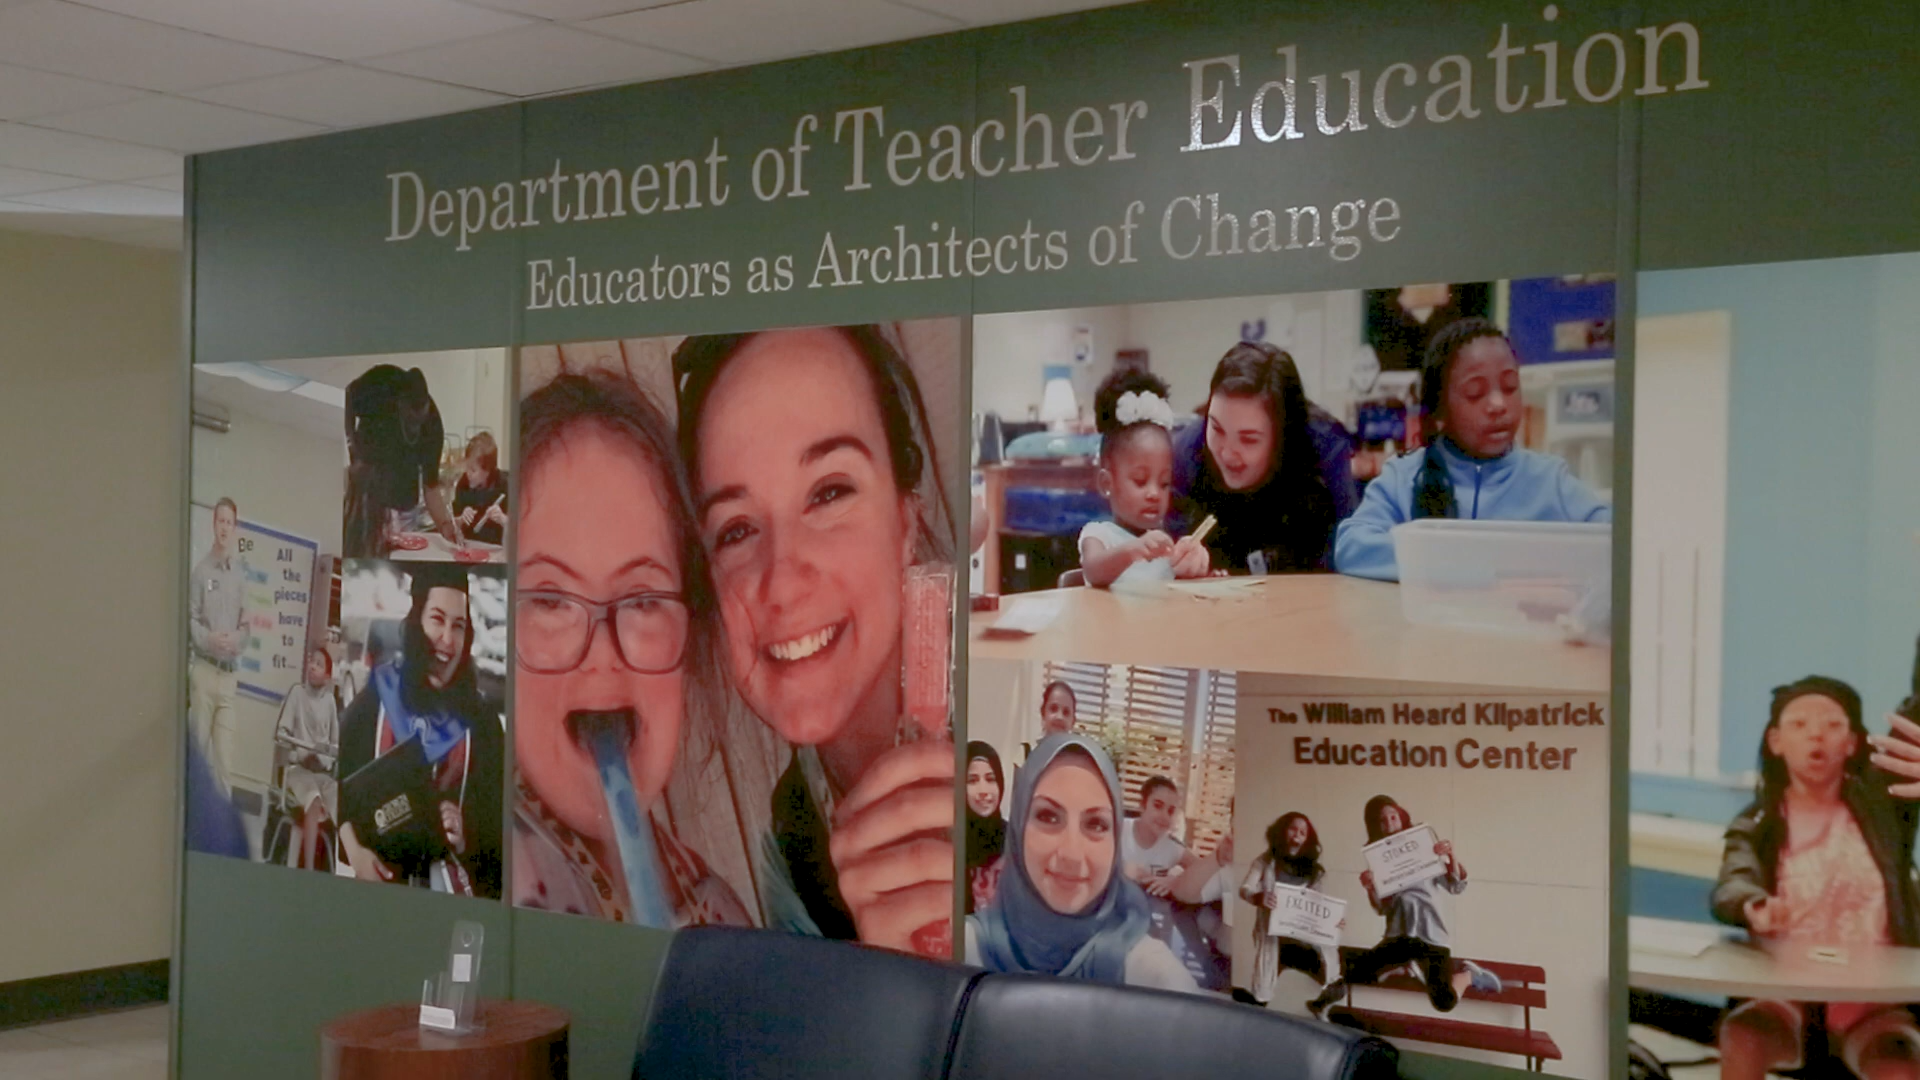 Department of Teacher Education
Educators as Architects of Change
Be
All
the
pieces
have
to
fit...
The William Heard Kilpatrick
Education Center
STOKED
EXCITED